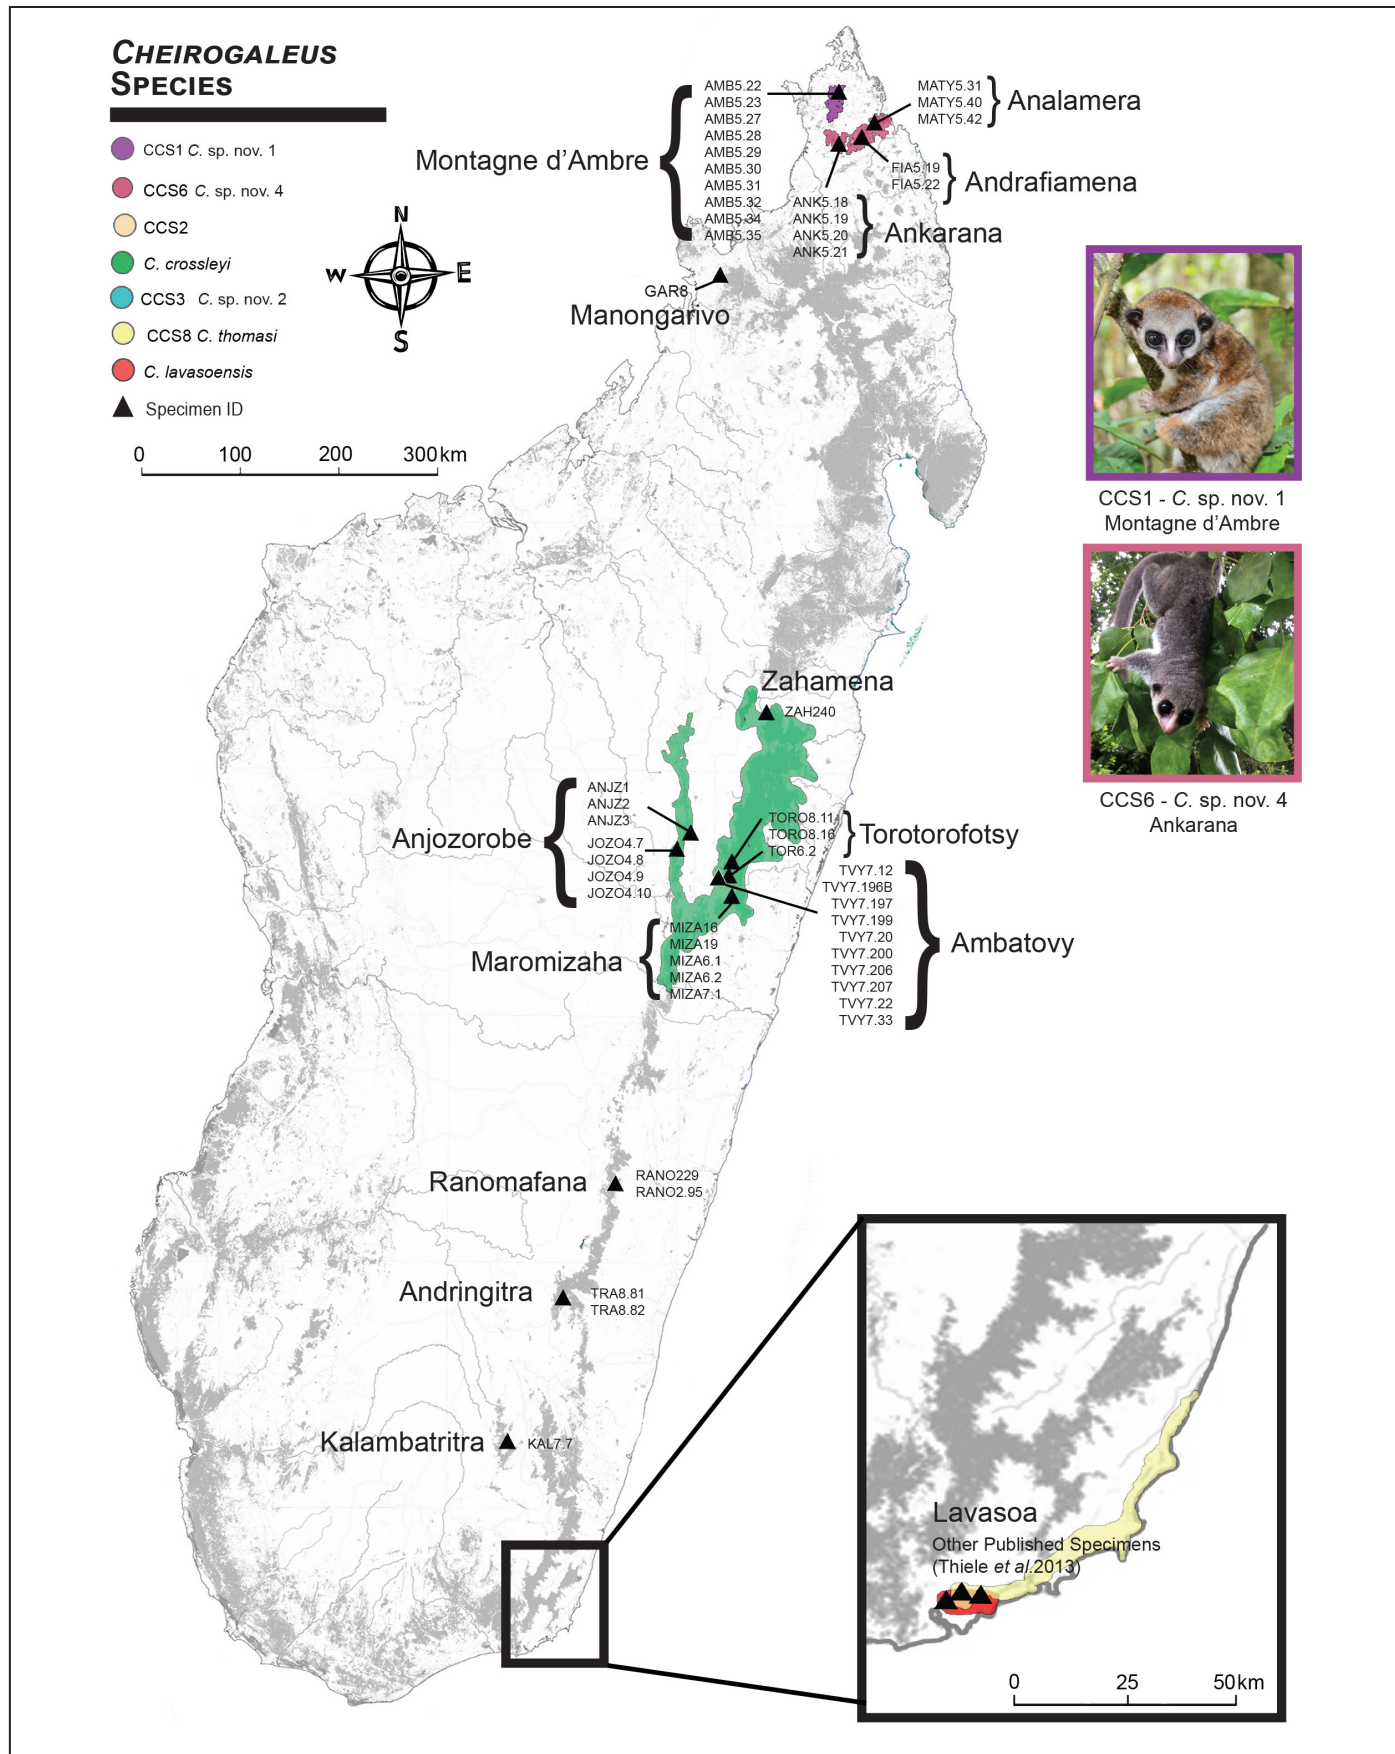 CHEIROGALEUS
SPECIES
CCS1 C. sp. nov. 1
CCS6 C. sp. nov. 4
CCS2
C. crossleyi
CCS3 C. sp. nov. 2
CCS8 C. thomasi
C. lavasoensis
Specimen ID
0 100 200 300km
N
W E
S
Montagne d'Ambre
AMB5.22
AMB5.23
AMB5.27
AMB5.28
AMB5.29
AMB5.30
AMB5.31
AMB5.32
AMB5.34
AMB5.35
MATY5.31
MATY5.40
MATY5.42
Analamera
FIA5.19
FIA5.22
Andrafiamena
ANK5.18
ANK5.19
ANK5.20
ANK5.21
Ankarana
GAR8
Manongarivo
CCS1 - C. sp. nov. 1
Montagne d'Ambre
CCS6 - C. sp. nov. 4
Ankarana
Zahamena
ZAH240
Anjozorobe
ANJZ1
ANJZ2
ANJZ3
JOZO4.7
JOZO4.8
JOZO4.9
JOZO4.10
TORO8.11
TORO8.16
TOR6.2
Torotorofotsy
TVY7.12
TVY7.196B
TVY7.197
TVY7.199
TVY7.20
TVY7.200
TVY7.206
TVY7.207
TVY7.22
TVY7.33
Ambatovy
Maromizaha
MIZA16
MIZA19
MIZA6.1
MIZA6.2
MIZA7.1
Ranomafana
RANO229
RANO2.95
Andringitra
TRA8.81
TRA8.82
Kalambatritra
KAL7.7
Lavasoa
Other Published Specimens
(Thiele et al.2013)
0 25 50km